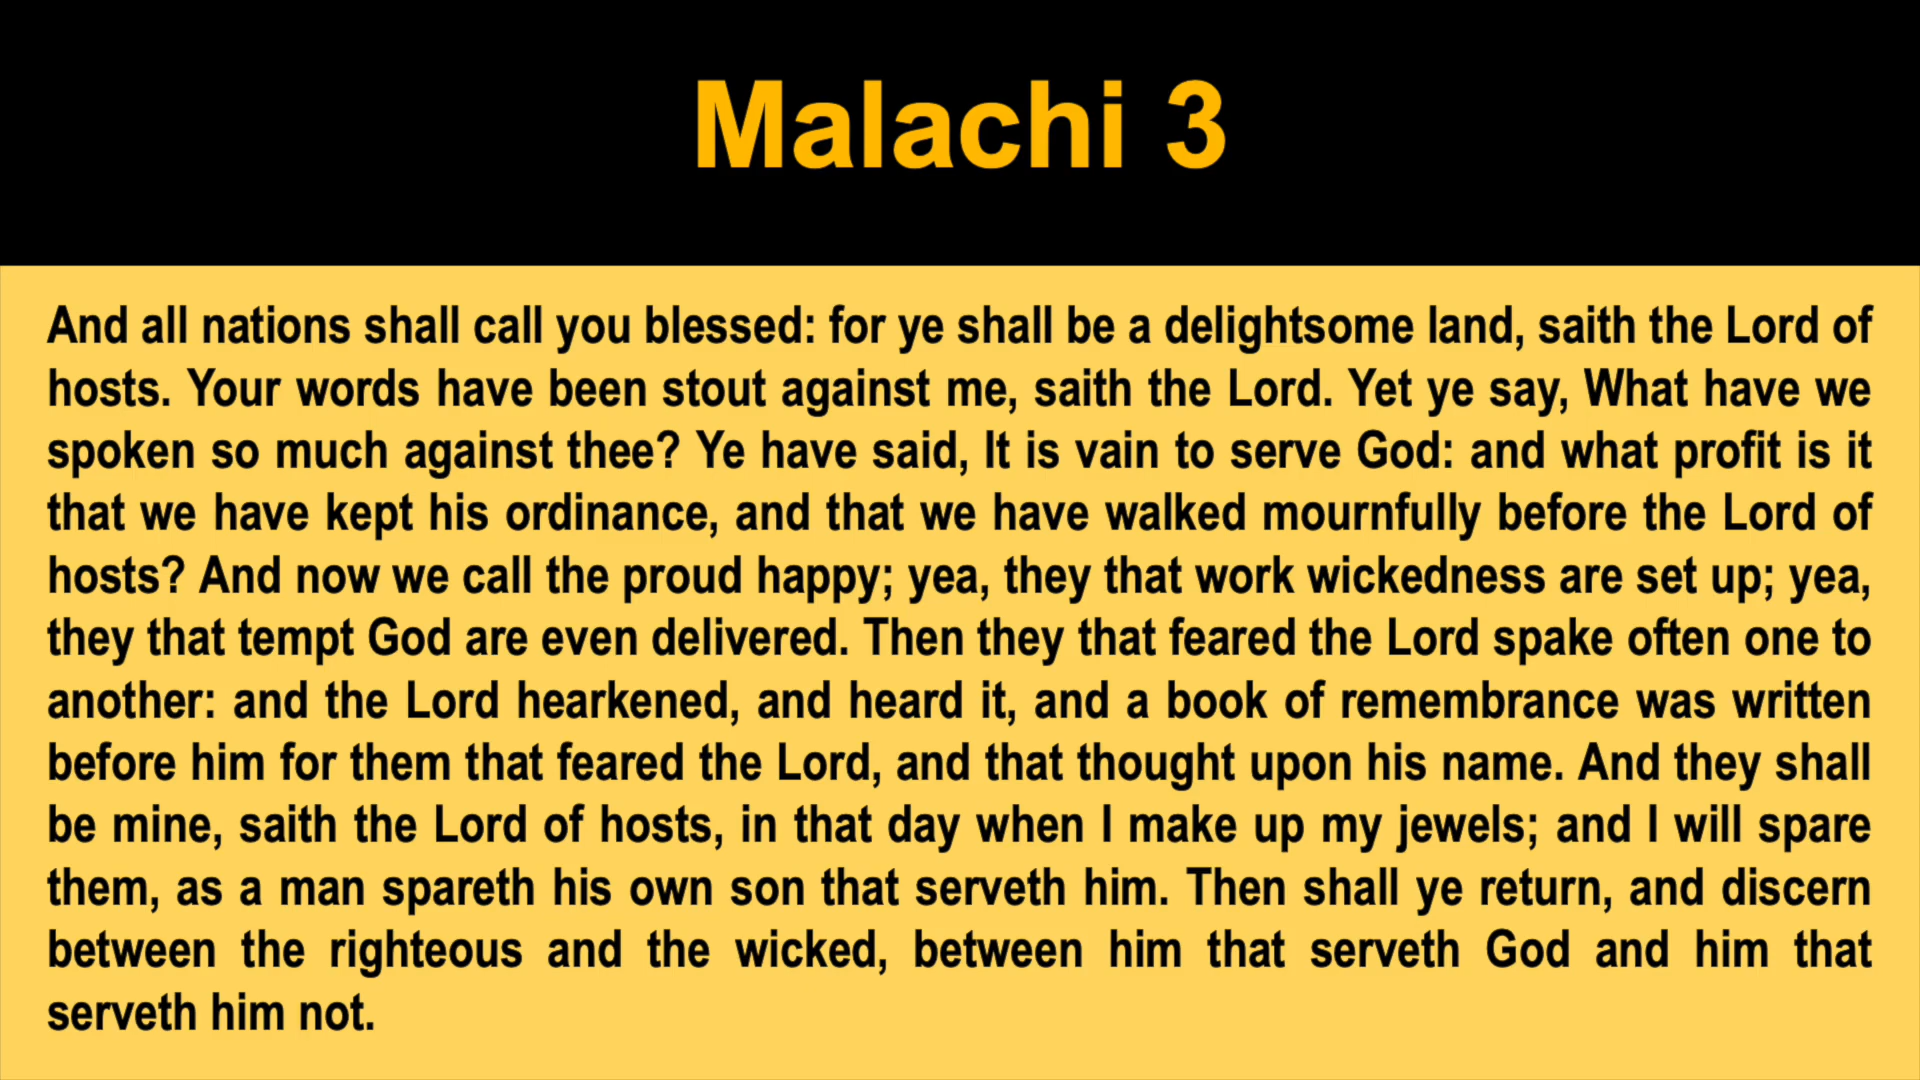 Malachi 3
And all nations shall call you blessed: for ye shall be a delightsome land, saith the Lord of
hosts. Your words have been stout against me, saith the Lord. Yet ye say, What have we
spoken so much against thee? Ye have said, It is vain to serve God: and what profit is it
that we have kept his ordinance, and that we have walked mournfully before the Lord of
hosts? And now we call the proud happy; yea, they that work wickedness are set up; yea,
they that tempt God are even delivered. Then they that feared the Lord spake often one to
another: and the Lord hearkened, and heard it, and a book of remembrance was written
before him for them that feared the Lord, and that thought upon his name. And they shall
be mine, saith the Lord of hosts, in that day when I make up my jewels; and I will spare
them, as a man spareth his own son that serveth him. Then shall ye return, and discern
between the righteous and the wicked, between him that serveth God and him that
serveth him not.